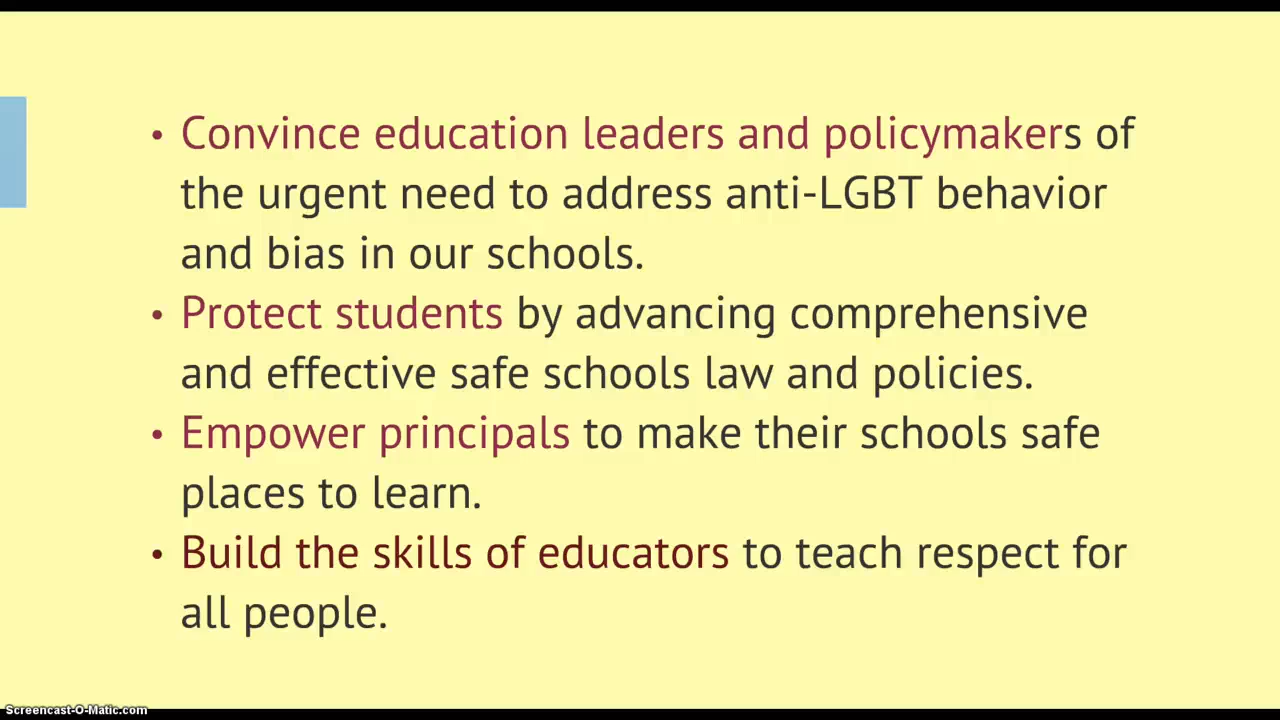 • Convince education leaders and policymakers of
the urgent need to address anti-LGBT behavior
and bias in our schools.
• Protect students by advancing comprehensive
and effective safe schools law and policies.
• Empower principals to make their schools safe
places to learn.
• Build the skills of educators to teach respect for
all people.
Screencast-O-Matic.com